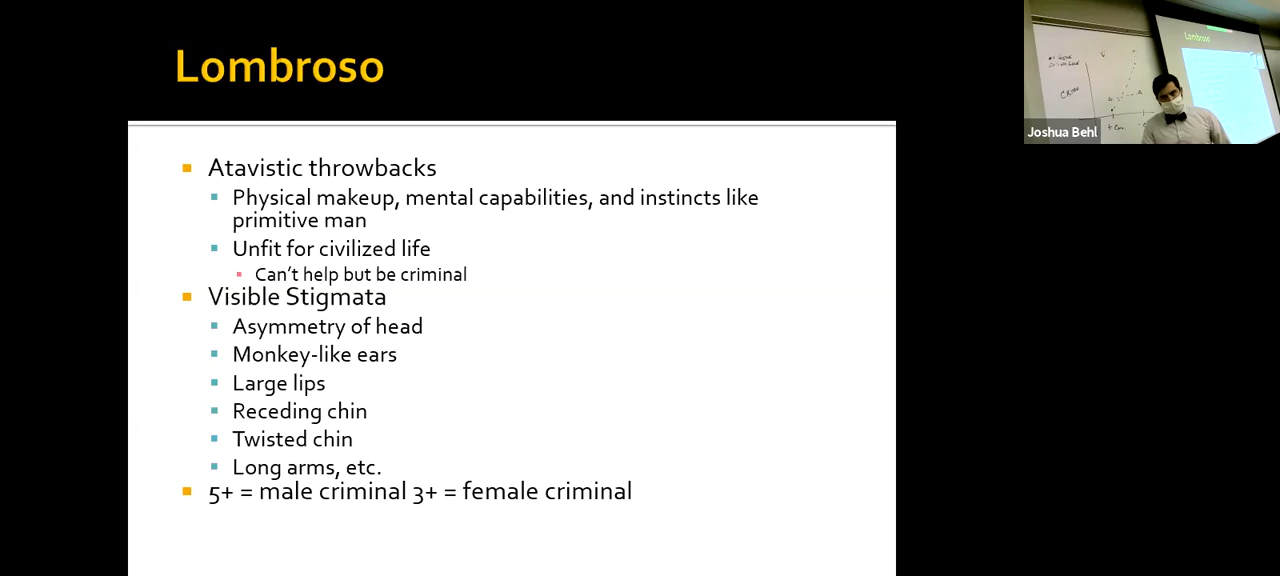 Lombroso
Atavistic throwbacks
Physical makeup, mental capabilities, and instincts like
primitive man
Unfit for civilized life
Can't help but be criminal
Visible Stigmata
Asymmetry of head
Monkey-like ears
Large lips
Receding chin
Twisted chin
Long arms, etc.
5+ = male criminal 3+ = female criminal
Lombroso
Joshua Behl